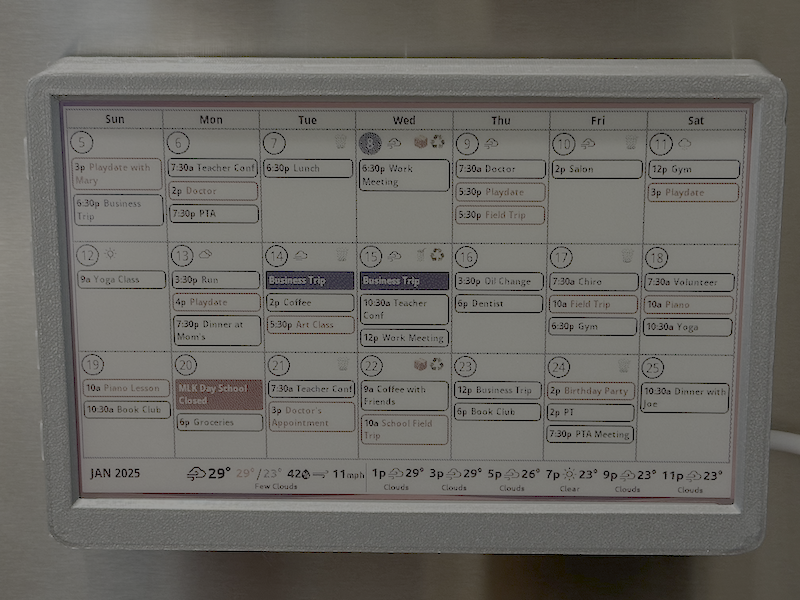 Sun Mon Tue Wed Thu Fri Sat
5
3p Playdate with
Mary
6:30p Business
Trip
6
7:30a Teacher Conf
2p Doctor
7:30p PTA
7
6:30p Lunch
8
6:30p Work
Meeting
9
7:30a Doctor
5:30p Playdate
5:30p Field Trip
10
2p Salon
11
12p Gym
3p Playdate
12
9a Yoga Class
13
3:30p Run
4p Playdate
7:30p Dinner at
Mom's
14
Business Trip
2p Coffee
5:30p Art Class
15
Business Trip
10:30a Teacher
Conf
12p Work Meeting
16
3:30p Oil Change
6p Dentist
17
7:30a Chiro
10a Field Trip
6:30p Gym
18
7:30a Volunteer
10a Piano
10:30a Yoga
19
10a Piano Lesson
10:30a Book Club
20
MLK Day School
Closed
6p Groceries
21
7:30a Teacher Conf
3p Doctor's
Appointment
22
9a Coffee with
Friends
10a School Field
Trip
23
12p Business Trip
6p Book Club
24
2p Birthday Party
2p PT
7:30p PTA Meeting
25
10:30a Dinner with
Joe
JAN 2025
29° 29°/23° 42 11mph
Few Clouds
1p 29°
Clouds
3p 29°
Clouds
5p 26°
Clouds
7p 23°
Clear
9p 23°
Clouds
11p 23°
Clouds